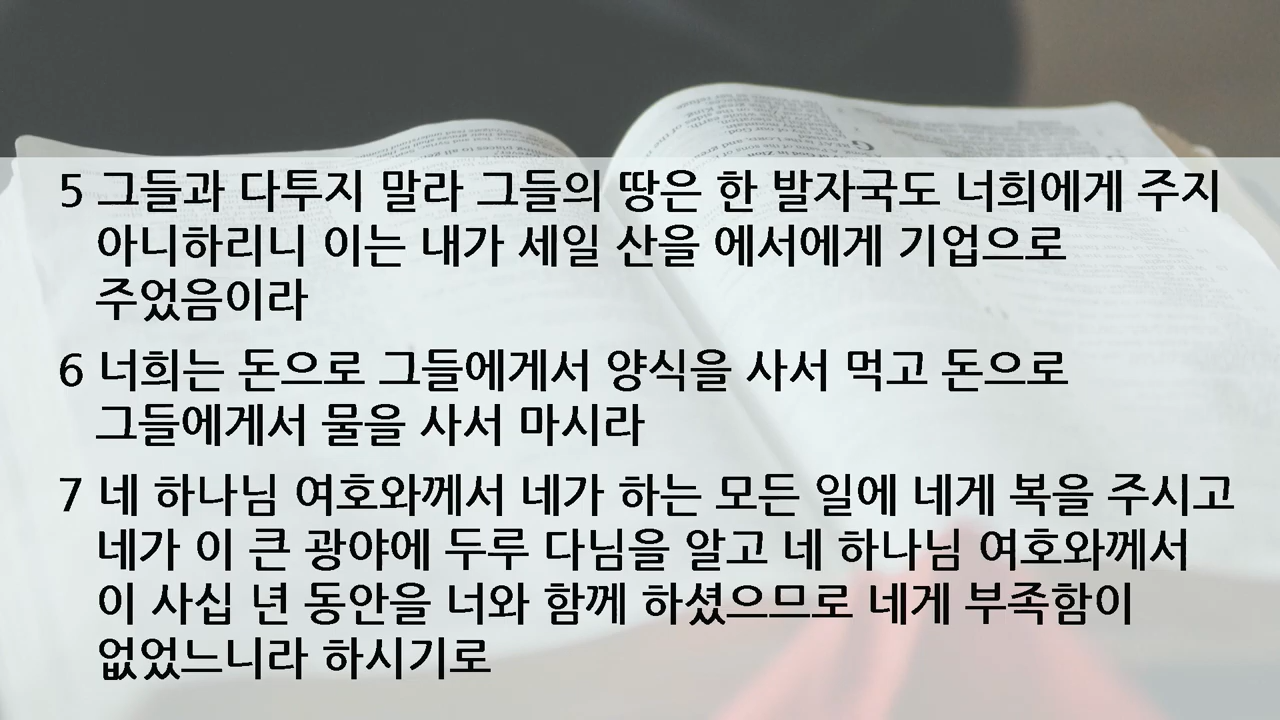 5 그들과 다투지 말라 그들의 땅은 한 발자국도 너희에게 주지
아니하리니 이는 내가 세일 산을 에서에게 기업으로
주었음이라
6 너희는 돈으로 그들에게서 양식을 사서 먹고 돈으로
그들에게서 물을 사서 마시라
7 네 하나님 여호와께서 네가 하는 모든 일에 네게 복을 주시고
네가 이 큰 광야에 두루 다님을 알고 네 하나님 여호와께서
이 사십 년 동안을 너와 함께 하셨으므로 네게 부족함이
없었느니라 하시기로